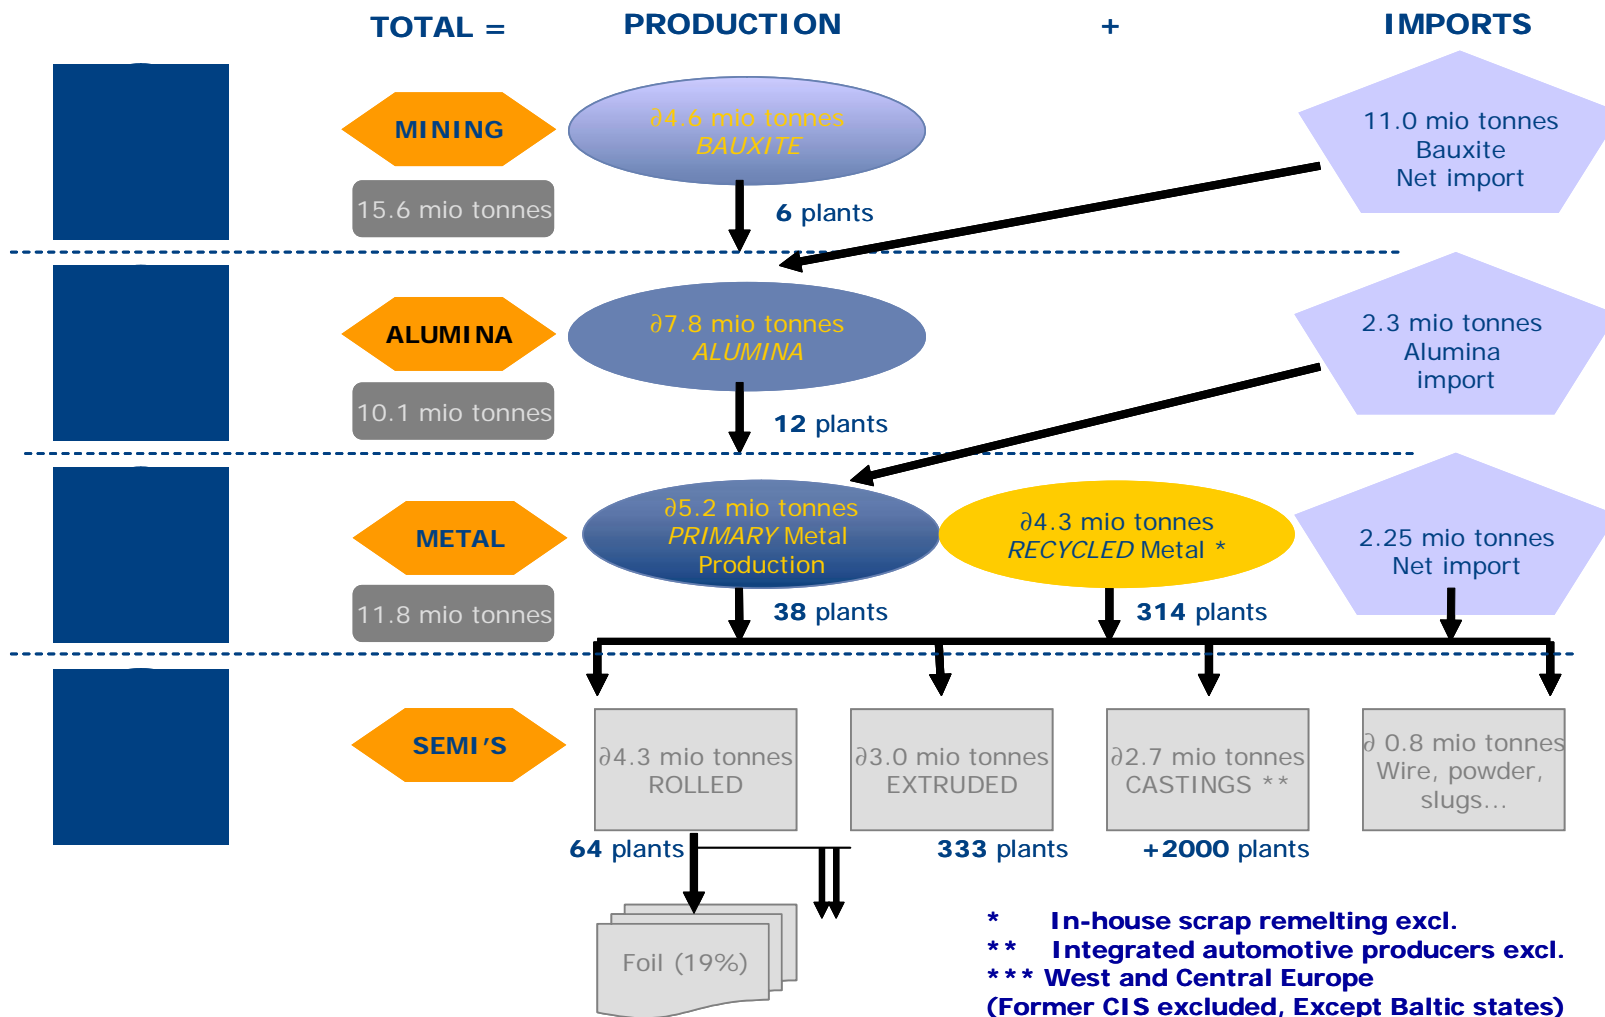 TOTAL = PRODUCTION + IMPORTS
MINING
∂4.6 mio tonnes
BAUXITE
11.0 mio tonnes
Bauxite
Net import
15.6 mio tonnes
6 plants
ALUMINA
∂7.8 mio tonnes
ALUMINA
2.3 mio tonnes
Alumina
import
10.1 mio tonnes
12 plants
METAL
∂5.2 mio tonnes
PRIMARY Metal
Production
∂4.3 mio tonnes
RECYCLED Metal *
2.25 mio tonnes
Net import
11.8 mio tonnes
38 plants
314 plants
SEMI'S
∂4.3 mio tonnes
ROLLED
∂3.0 mio tonnes
EXTRUDED
∂2.7 mio tonnes
CASTINGS **
∂ 0.8 mio tonnes
Wire, powder,
slugs...
64 plants
333 plants
+2000 plants
Foil (19%)
* In-house scrap remelting excl.
** Integrated automotive producers excl.
*** West and Central Europe
(Former CIS excluded, Except Baltic states)